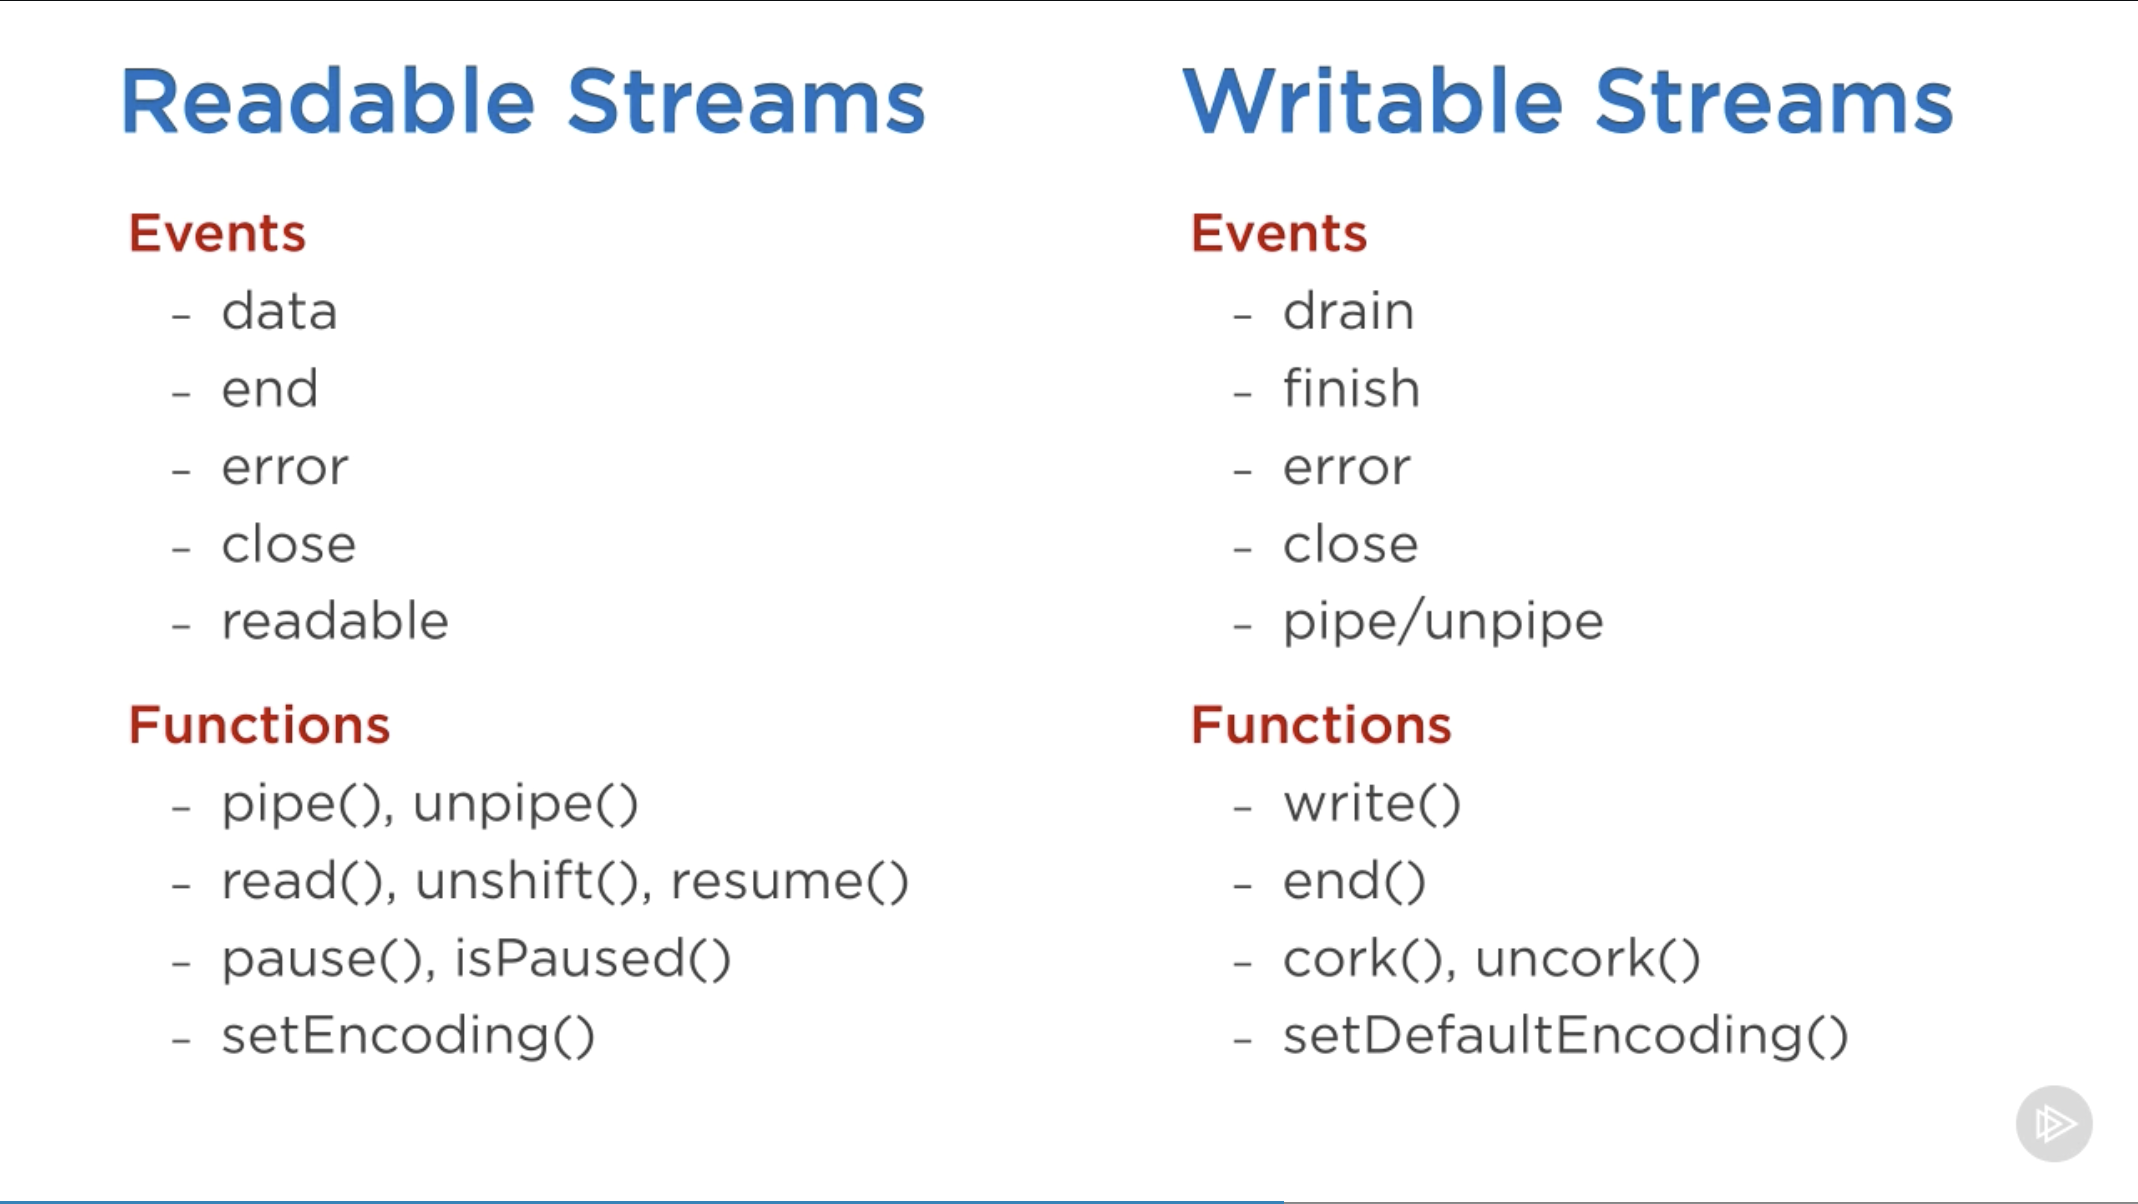 Readable Streams
Events
- data
- end
- error
- close
- readable
Functions
- pipe(), unpipe()
- read(), unshift(), resume()
- pause(), isPaused()
- setEncoding()
Writable Streams
Events
- drain
- finish
- error
- close
- pipe/unpipe
Functions
- write()
- end()
- cork(), uncork()
- setDefaultEncoding()